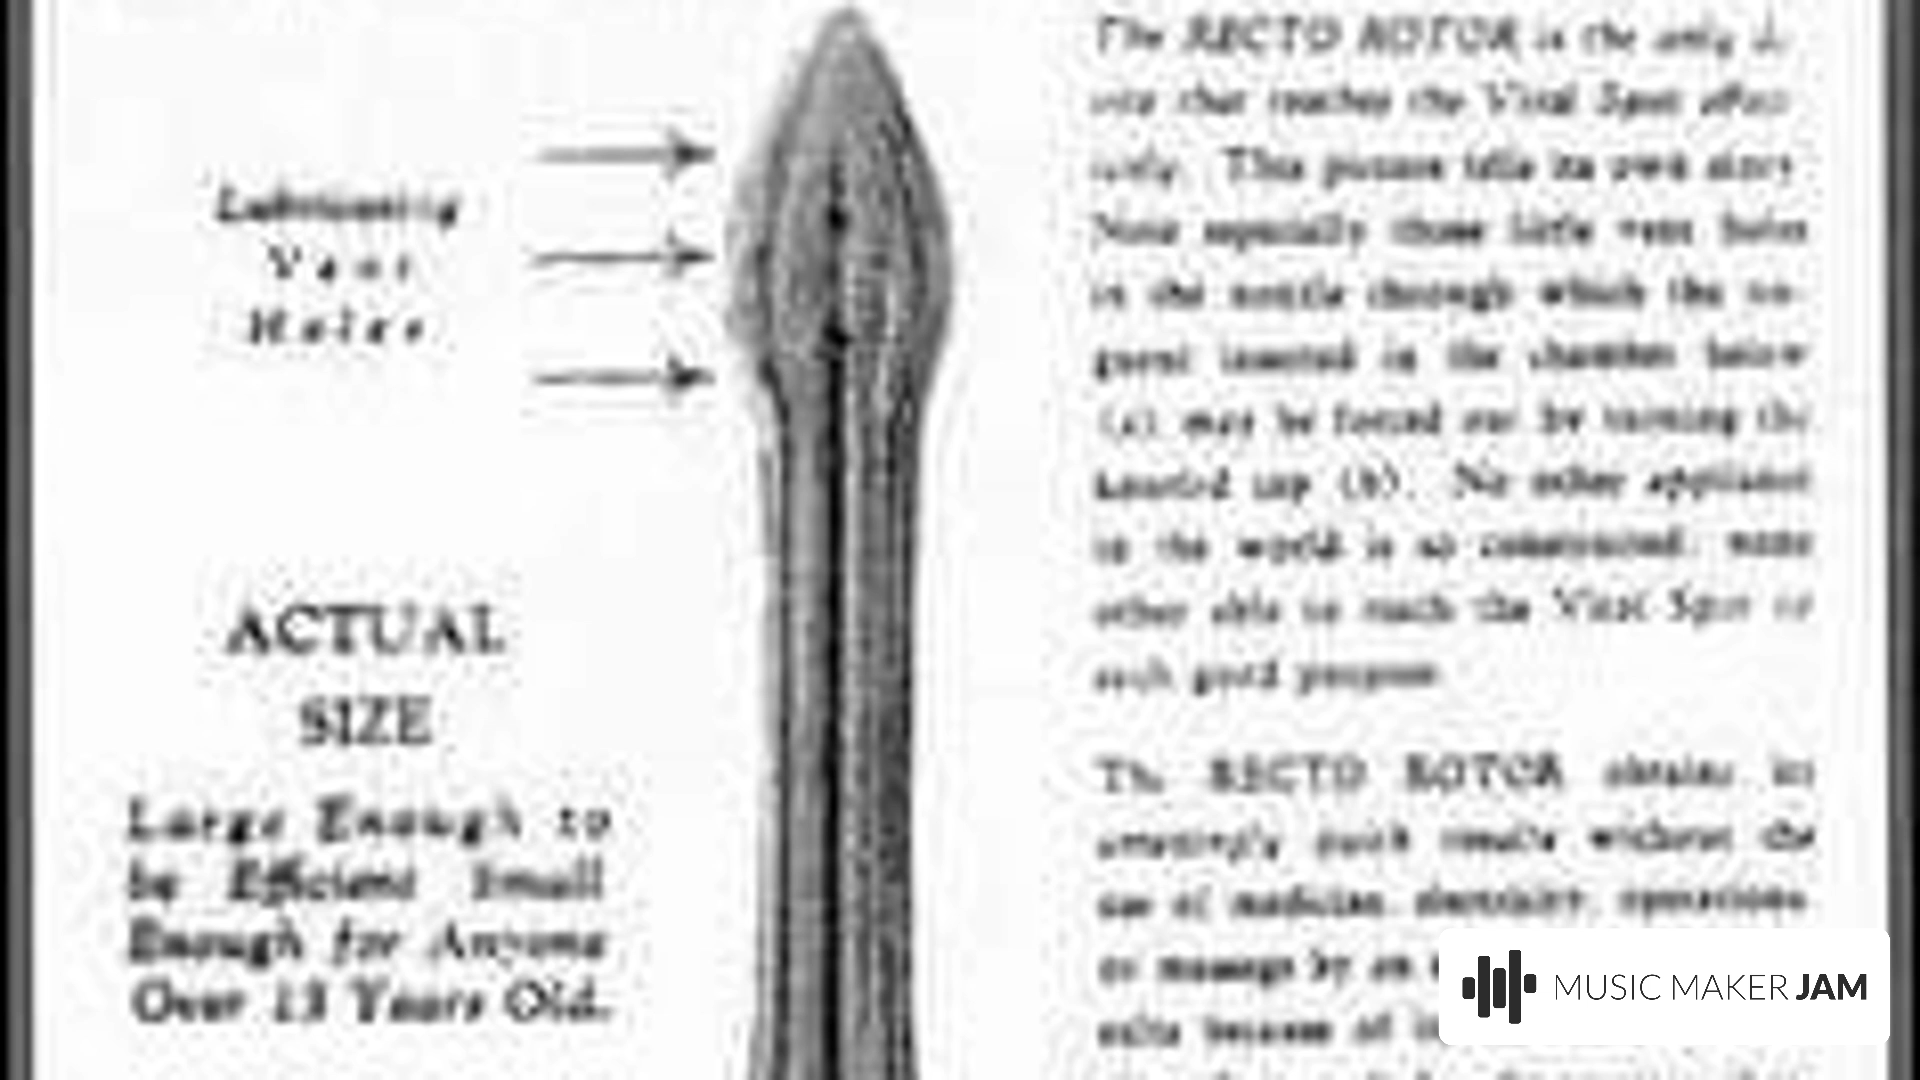 Lubricating
Vent
Holes
ACTUAL
SIZE
Large Enough to
be Efficient Small
Enough for Anyone
Over 13 Years Old.
The RECTO ROTOR is the only
that reaches the Vital Spot
This picture tells its own story
Note especially those little vent holes
in the nozzle through which the un-
guent inserted in the chamber below
(a) may be forced out by turning the
knurled cap (b). No other appliance
in the world is so constructed, none
other able to reach the Vital Spot to
such good purpose
The RECTO ROTOR obtains its
amazingly quick results without the
use of medicine, electricity, operations,
or massage by an
sults because of
MUSIC MAKER JAM